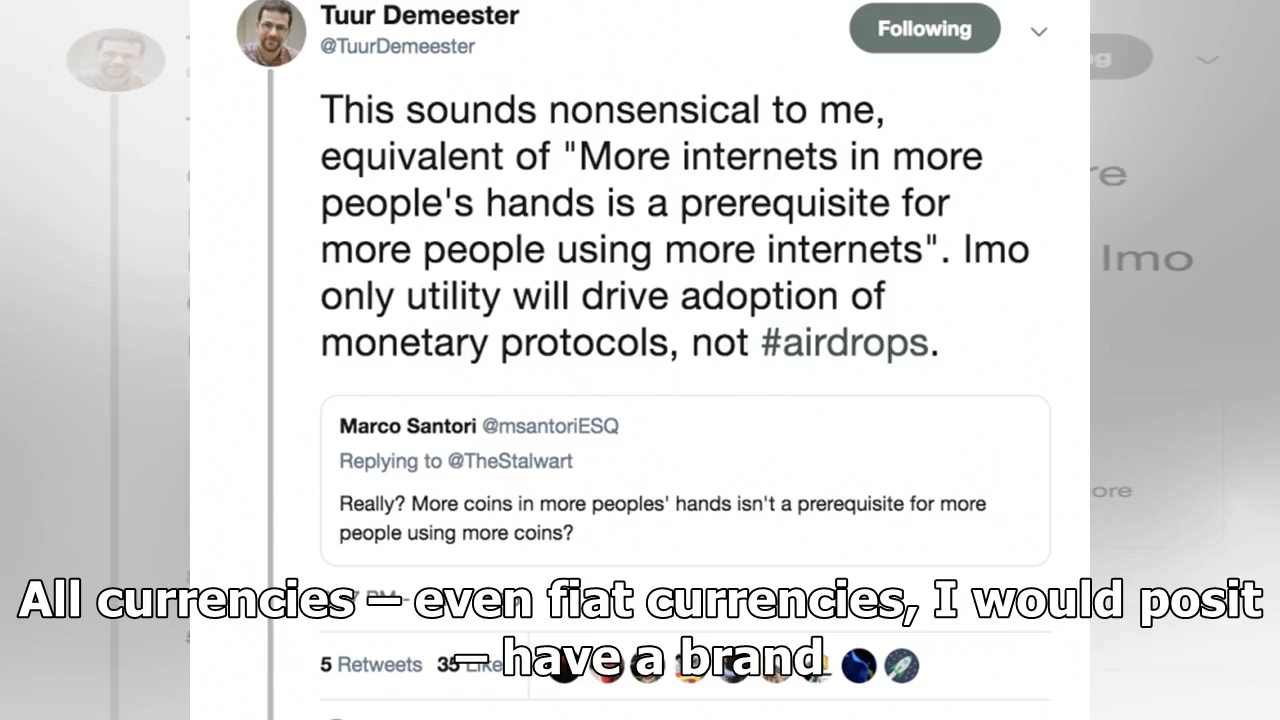 Tuur Demeester
@TuurDemeester
Following
This sounds nonsensical to me,
equivalent of "More internets in more
people's hands is a prerequisite for
more people using more internets". Imo
only utility will drive adoption of
monetary protocols, not #airdrops.
Marco Santori @msantoriESQ
Replying to @TheStalwart
Really? More coins in more peoples' hands isn't a prerequisite for more
people using more coins?
All currencies — even fiat currencies, I would posit
— have a brand
5 Retweets 35 Like